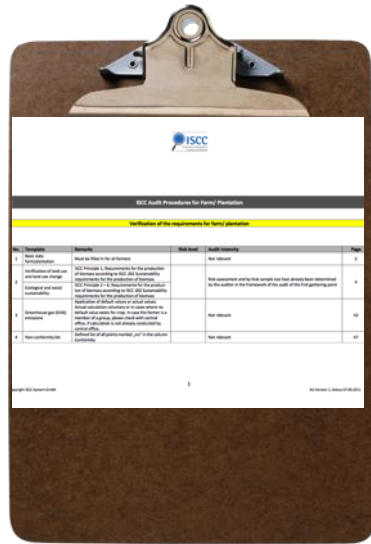 ISCC
ISCC Audit Procedures for Farm/ Plantation
Verification of the requirements for farm/ plantation
No. Template Remarks Risk level Audit intensity Page
1 Basic data farm/plantation Must be filled in for all farmers Not relevant 2
2 Verification of land use and land use change ISCC Principle 1, Requirements for the production of biomass according to ISCC 202 Sustainability requirements for the production of biomass
Ecological and social sustainability ISCC Principle 2 – 6, Requirements for the production of biomass according to ISCC 202 Sustainability requirements for the production of biomass
Risk assessment and by that sample size have already been determined
by the auditor in the framework of the audit of the first gathering point
3 Greenhouse gas (GHG) emissions Application of default values or actual values. Actual calculation voluntary or in cases where no default value exists for crop. In case the farmer is a member of a group, please check with central office, if calculation is not already conducted by central office. Not relevant
4 Non-conformity list Defined list of all points marked „no“ in the column Conformity Not relevant 47
1
Copyright ISCC System GmbH